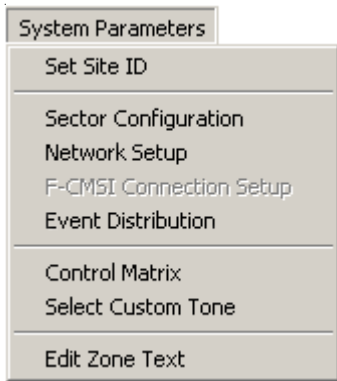 System Parameters
Set Site ID
Sector Configuration
Network Setup
F-CMSI Connection Setup
Event Distribution
Control Matrix
Select Custom Tone
Edit Zone Text